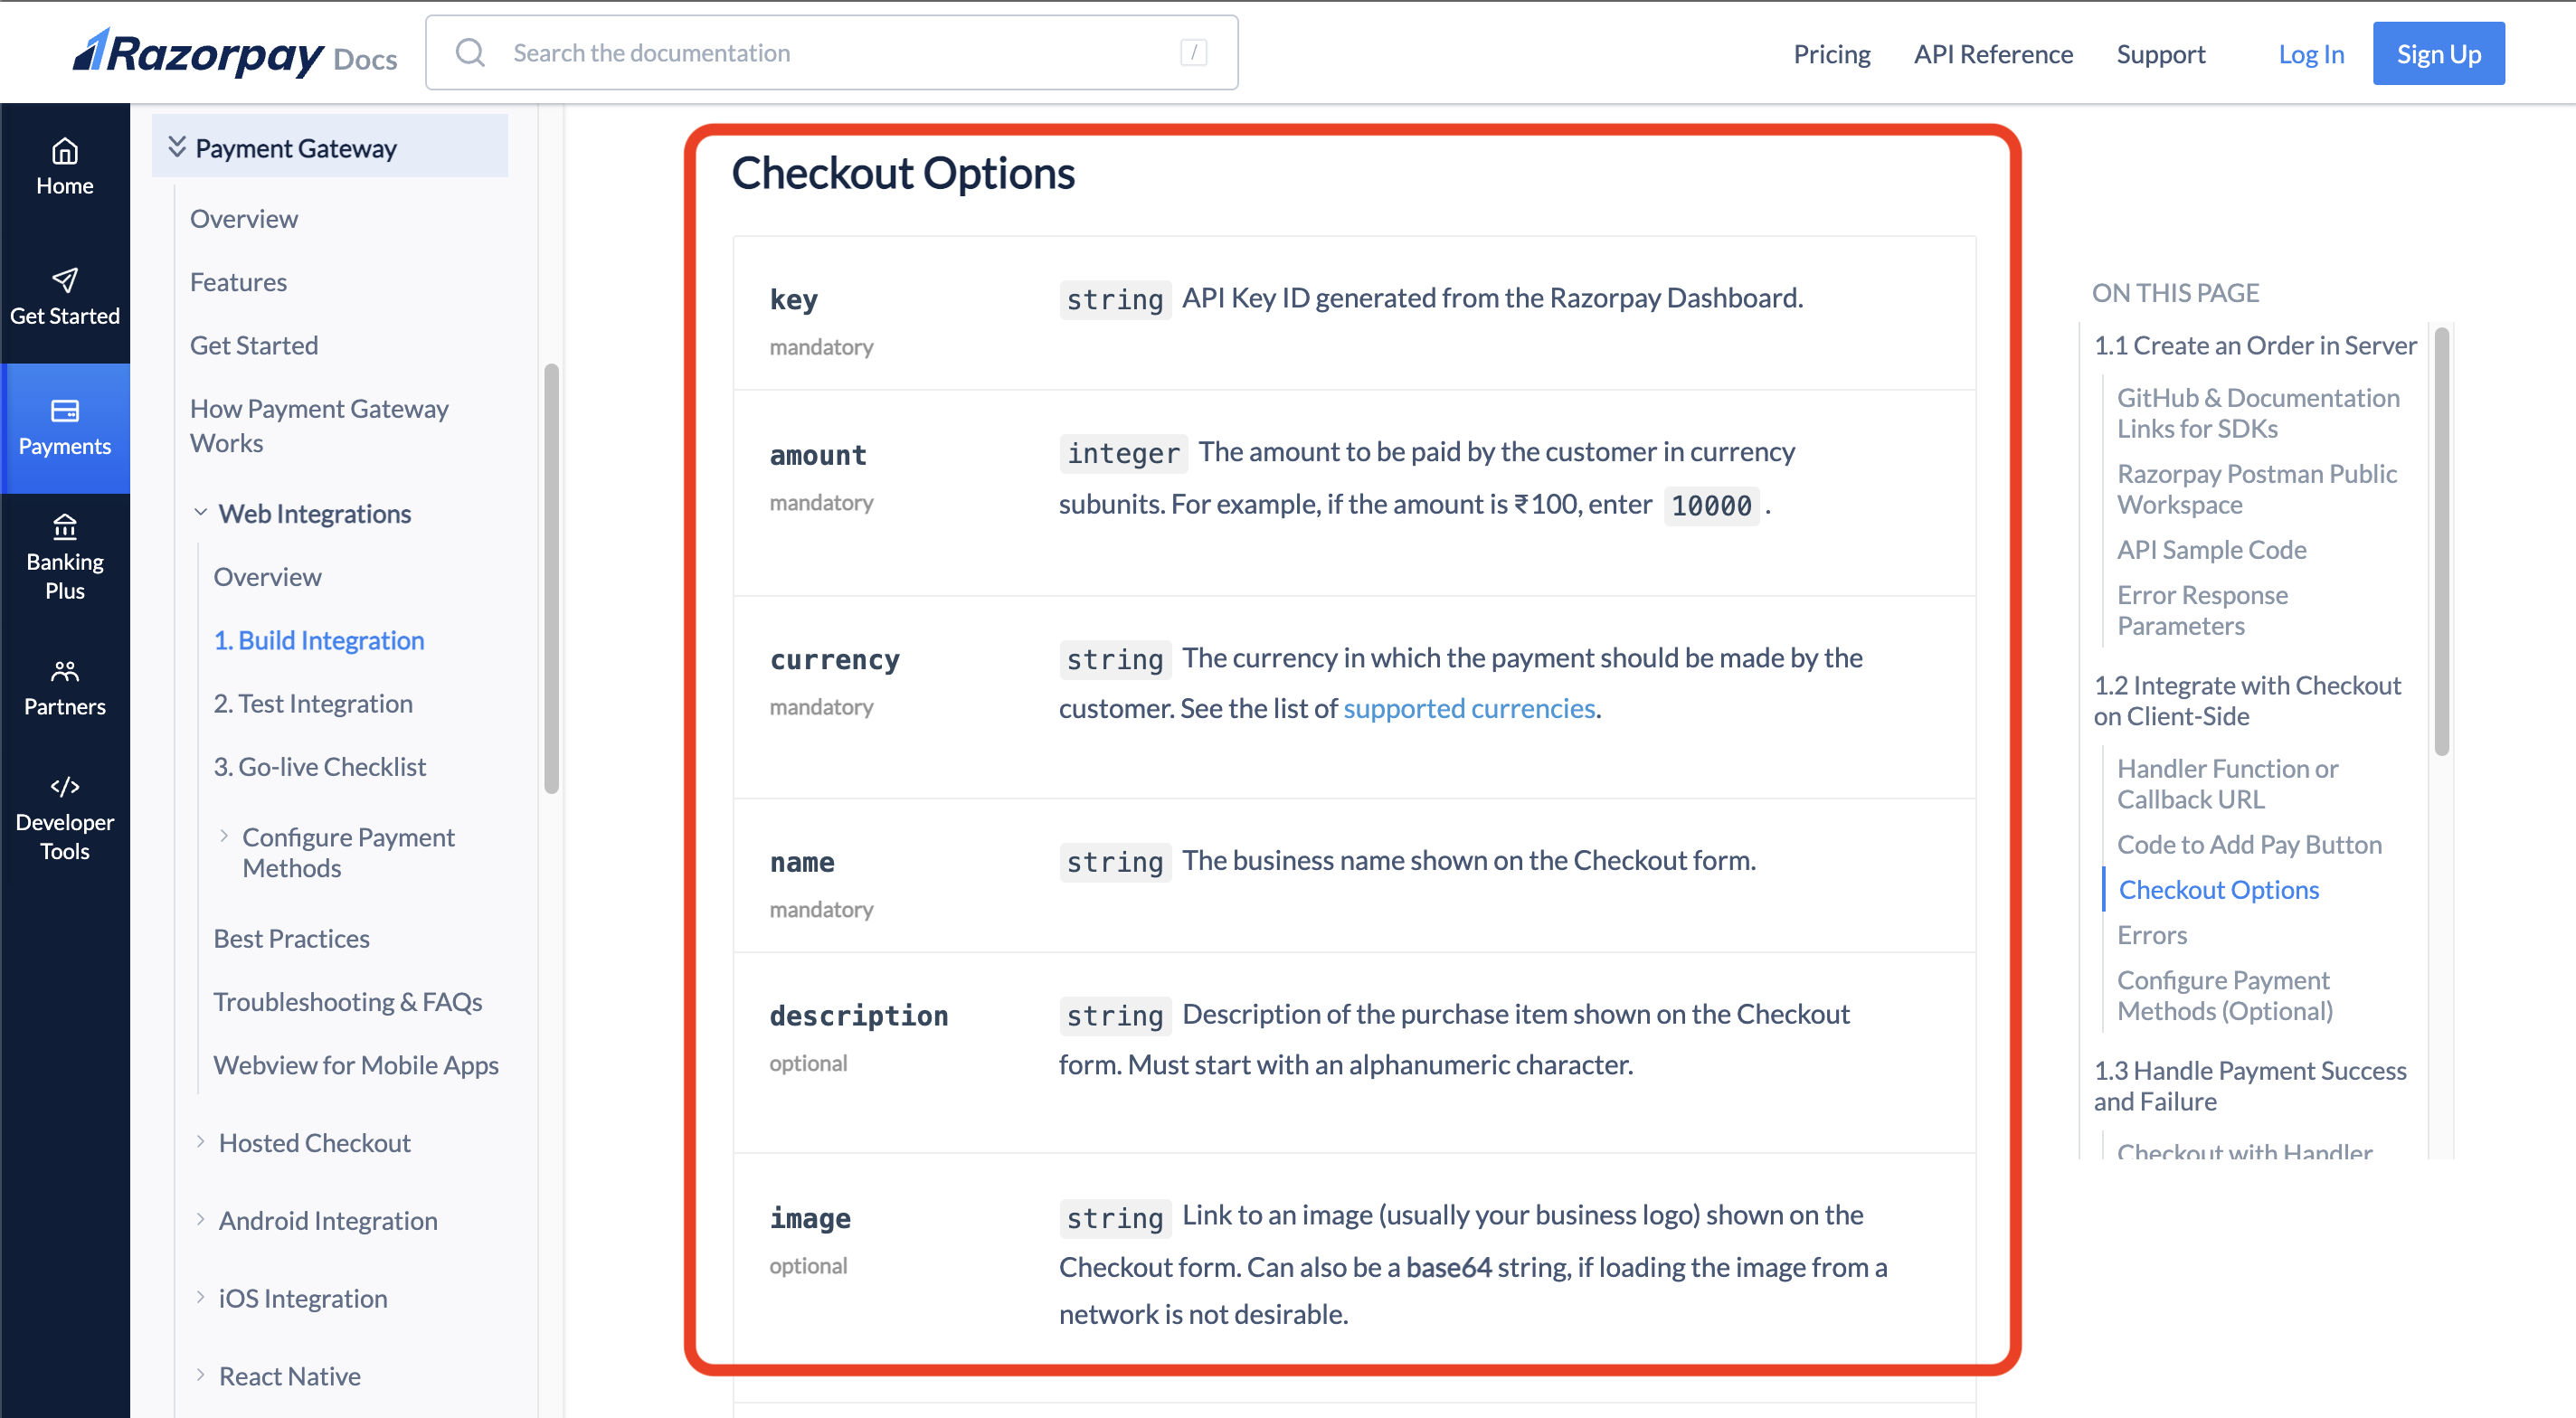 Razorpay Docs
Search the documentation
/
Pricing
API Reference
Support
Log In
Sign Up
Home
Get Started
Payments
Banking
Plus
Partners
</>
Developer
Tools
Payment Gateway
Overview
Features
Get Started
How Payment Gateway
Works
Web Integrations
Overview
1. Build Integration
2. Test Integration
3. Go-live Checklist
Configure Payment
Methods
Best Practices
Troubleshooting & FAQs
Webview for Mobile Apps
Hosted Checkout
Android Integration
iOS Integration
React Native
Checkout Options
key
mandatory
string API Key ID generated from the Razorpay Dashboard.
amount
mandatory
integer The amount to be paid by the customer in currency
subunits. For example, if the amount is ₹100, enter 10000 .
currency
mandatory
string The currency in which the payment should be made by the
customer. See the list of supported currencies.
name
mandatory
string The business name shown on the Checkout form.
description
optional
string Description of the purchase item shown on the Checkout
form. Must start with an alphanumeric character.
image
optional
string Link to an image (usually your business logo) shown on the
Checkout form. Can also be a base64 string, if loading the image from a
network is not desirable.
ON THIS PAGE
1.1 Create an Order in Server
GitHub & Documentation
Links for SDKs
Razorpay Postman Public
Workspace
API Sample Code
Error Response
Parameters
1.2 Integrate with Checkout
on Client-Side
Handler Function or
Callback URL
Code to Add Pay Button
Checkout Options
Errors
Configure Payment
Methods (Optional)
1.3 Handle Payment Success
and Failure
Checkout with Handler